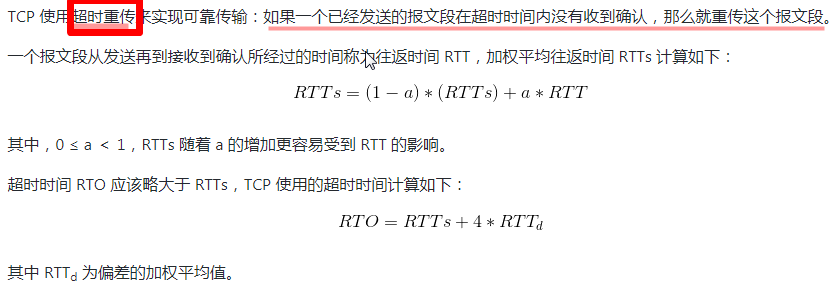 TCP 使用超时重传来实现可靠传输：如果一个已经发送的报文段在超时时间内没有收到确认，那么就重传这个报文段。
一个报文段从发送再到接收到确认所经过的时间称为往返时间 RTT，加权平均往返时间 RTTs 计算如下：
RTTs = (1 − a) * (RTTs) + a * RTT
其中，0 ≤ a ＜ 1，RTTs 随着 a 的增加更容易受到 RTT 的影响。
超时时间 RTO 应该略大于 RTTs，TCP 使用的超时时间计算如下：
RTO = RTTs + 4 * RTT_d
其中 RTT_d 为偏差的加权平均值。